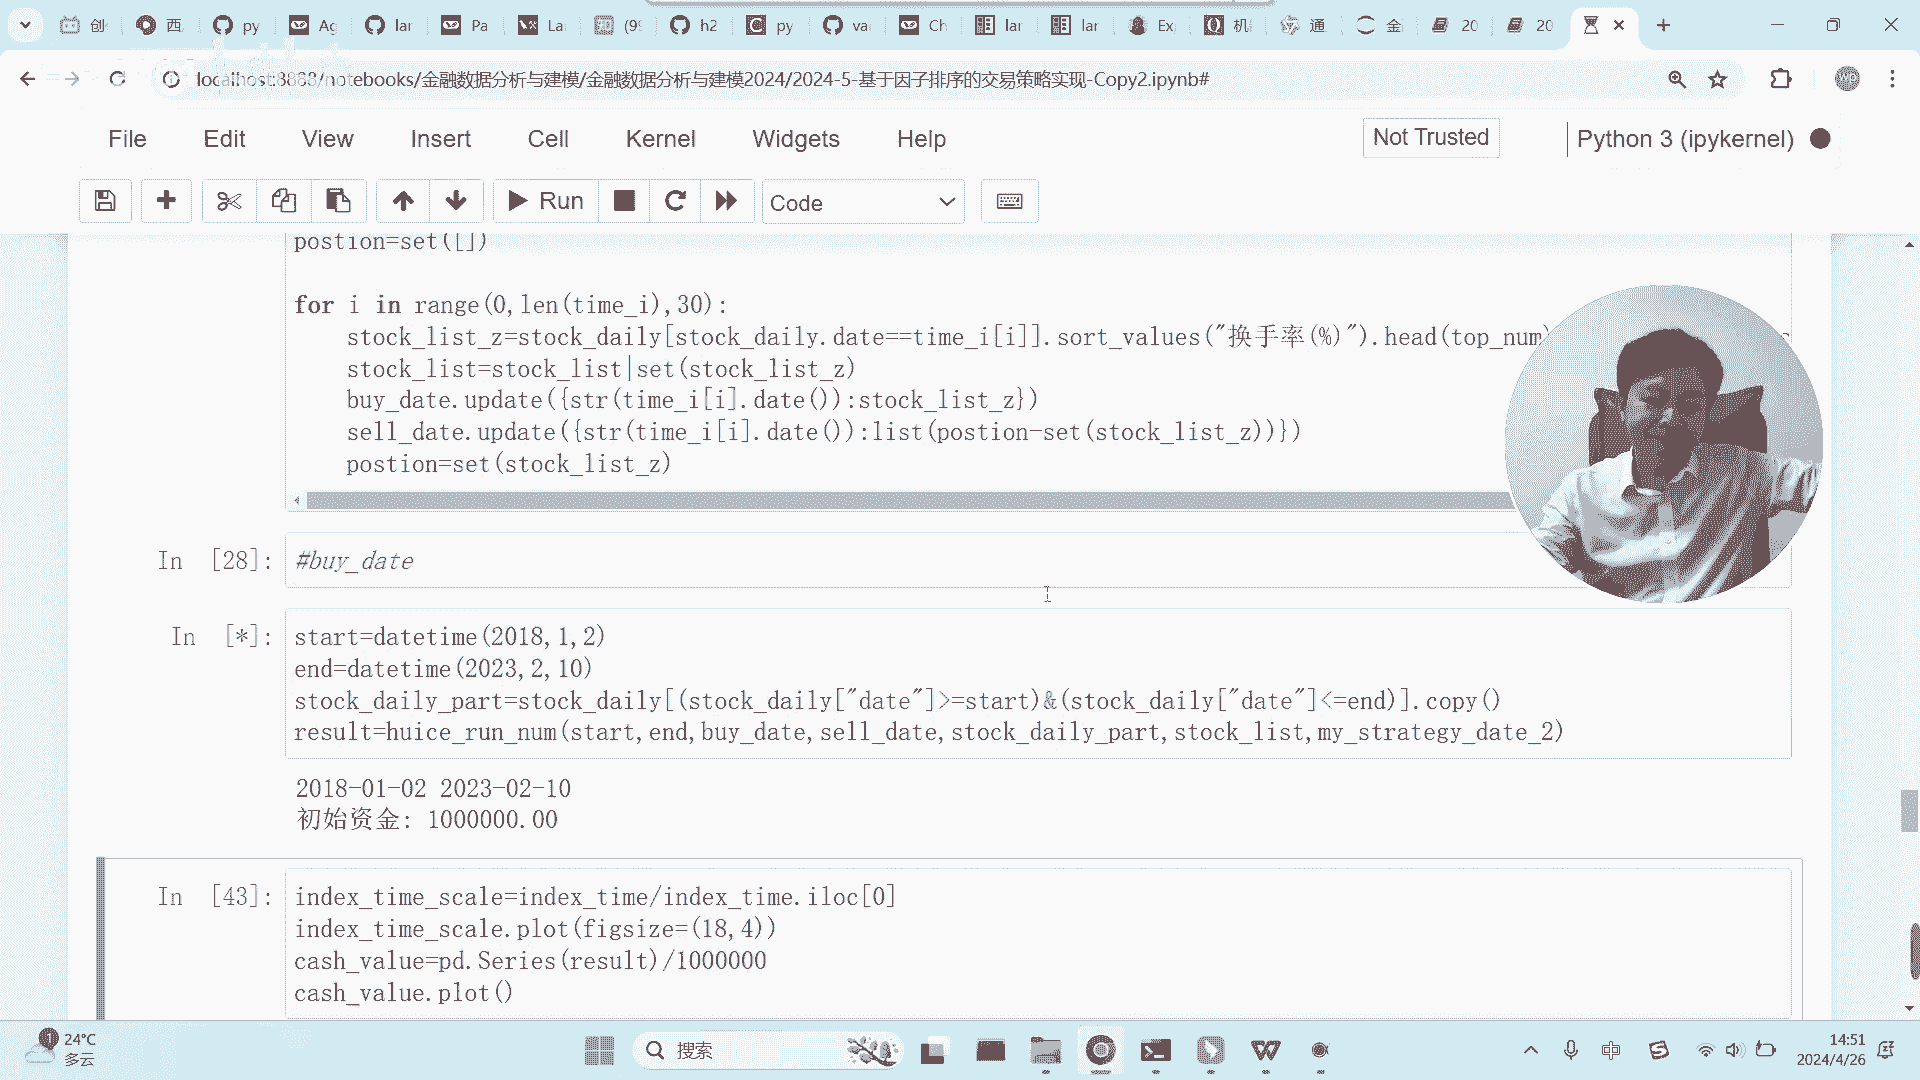 创
西
py
Ag
lar
Pa
La
(9
h2
py
va
Ch
lar
lar
Ex
机
通
金
20
20
localhost:8888/notebooks/金融数据分析与建模/金融数据分析与建模2024/2024-5-基于因子排序的交易策略实现-Copy2.ipynb#
File Edit View Insert Cell Kernel Widgets Help
Not Trusted
Python 3 (ipykernel)
Run
Code
postion=set([])
for i in range(0,len(time_i),30):
stock_list_z=stock_daily[stock_daily.date==time_i[i]].sort_values("换手率(%)").head(top_num)
stock_list=stock_list|set(stock_list_z)
buy_date.update({str(time_i[i].date()):stock_list_z})
sell_date.update({str(time_i[i].date()):list(postion-set(stock_list_z))})
postion=set(stock_list_z)
In [28]:
#buy_date
In [*]:
start=datetime(2018,1,2)
end=datetime(2023,2,10)
stock_daily_part=stock_daily[(stock_daily["date"]>=start)&(stock_daily["date"]<=end)].copy()
result=huice_run_num(start,end,buy_date,sell_date,stock_daily_part,stock_list,my_strategy_date_2)
2018-01-02 2023-02-10
初始资金: 1000000.00
In [43]:
index_time_scale=index_time/index_time.iloc[0]
index_time_scale.plot(figsize=(18,4))
cash_value=pd.Series(result)/1000000
cash_value.plot()
1
24°C
多云
搜索
中
14:51
2024/4/26